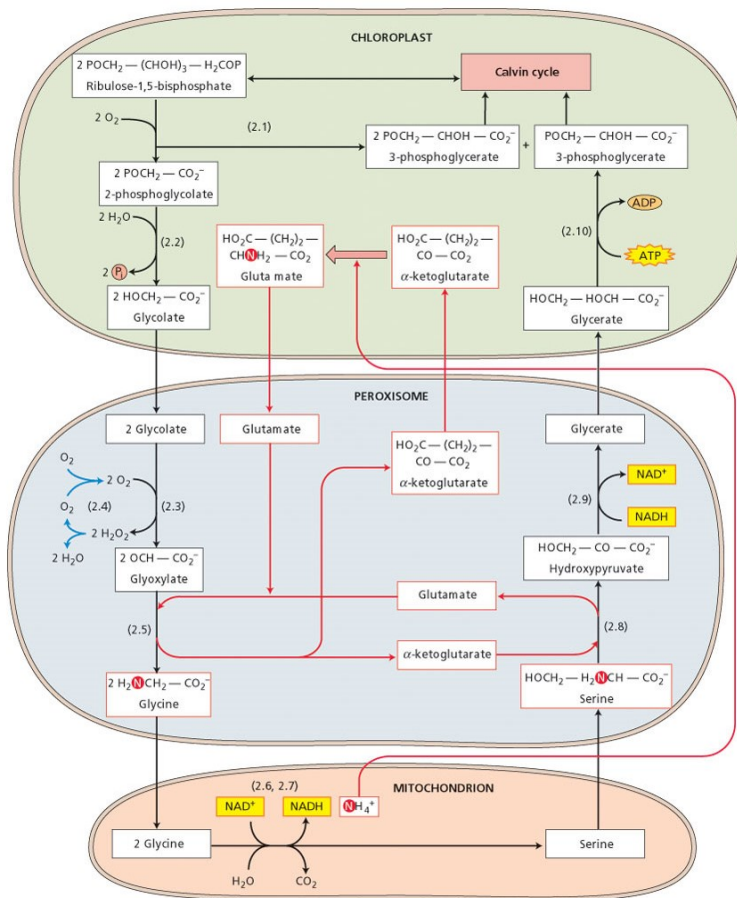 CHLOROPLAST
2 POCH₂ — (CHOH)₃ — H₂COP
Ribulose-1,5-bisphosphate
Calvin cycle
2 O₂
(2.1)
2 POCH₂ — CHOH — CO₂⁻
3-phosphoglycerate
+
POCH₂ — CHOH — CO₂⁻
3-phosphoglycerate
2 POCH₂ — CO₂⁻
2-phosphoglycolate
2 H₂O
(2.2)
2 Pᵢ
HO₂C — (CH₂)₂ —
CHNH₂ — CO₂
Gluta mate
HO₂C — (CH₂)₂ —
CO — CO₂
α-ketoglutarate
ADP
(2.10)
ATP
2 HOCH₂ — CO₂⁻
Glycolate
HOCH₂ — HOCH — CO₂⁻
Glycerate
PEROXISOME
2 Glycolate
Glutamate
HO₂C — (CH₂)₂ —
CO — CO₂
α-ketoglutarate
Glycerate
O₂
2 O₂
O₂
(2.4)
(2.3)
2 H₂O₂
2 H₂O
NAD⁺
(2.9)
NADH
2 OCH — CO₂⁻
Glyoxylate
HOCH₂ — CO — CO₂⁻
Hydroxypyruvate
Glutamate
(2.5)
(2.8)
α-ketoglutarate
2 H₂NCH₂ — CO₂⁻
Glycine
HOCH₂ — H₂NCH — CO₂⁻
Serine
MITOCHONDRION
(2.6, 2.7)
NAD⁺
NADH
NH₄⁺
2 Glycine
Serine
H₂O
CO₂